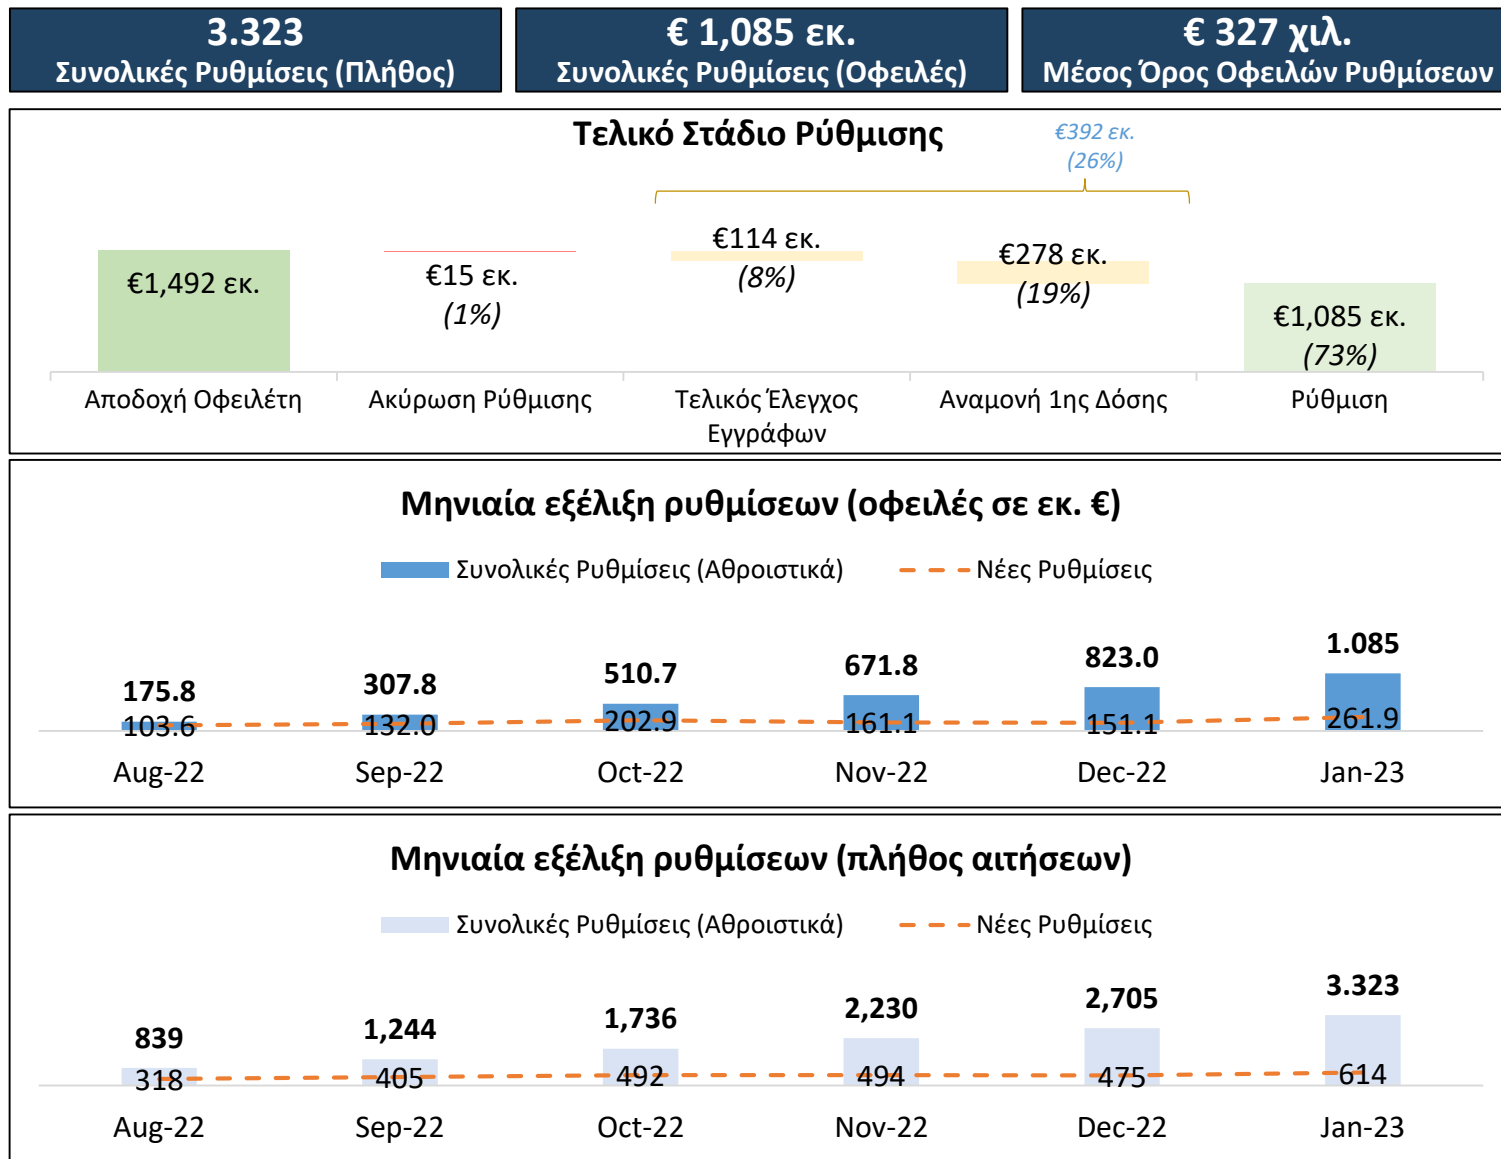 3.323
Συνολικές Ρυθμίσεις (Πλήθος)
€ 1,085 εκ.
Συνολικές Ρυθμίσεις (Οφειλές)
€ 327 χιλ.
Μέσος Όρος Οφειλών Ρυθμίσεων
Τελικό Στάδιο Ρύθμισης
€392 εκ.
(26%)
€1,492 εκ.
€15 εκ.
(1%)
€114 εκ.
(8%)
€278 εκ.
(19%)
€1,085 εκ.
(73%)
Αποδοχή Οφειλέτη
Ακύρωση Ρύθμισης
Τελικός Έλεγχος
Εγγράφων
Αναμονή 1ης Δόσης
Ρύθμιση
Μηνιαία εξέλιξη ρυθμίσεων (οφειλές σε εκ. €)
Συνολικές Ρυθμίσεις (Αθροιστικά) Νέες Ρυθμίσεις
175.8 307.8 510.7 671.8 823.0 1.085
103.6 132.0 202.9 161.1 151.1 261.9
Aug-22 Sep-22 Oct-22 Nov-22 Dec-22 Jan-23
Μηνιαία εξέλιξη ρυθμίσεων (πλήθος αιτήσεων)
Συνολικές Ρυθμίσεις (Αθροιστικά) Νέες Ρυθμίσεις
839 1,244 1,736 2,230 2,705 3.323
318 405 492 494 475 614
Aug-22 Sep-22 Oct-22 Nov-22 Dec-22 Jan-23